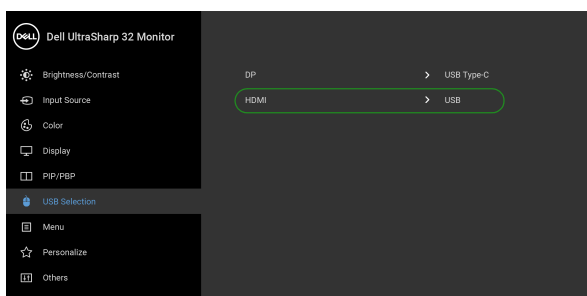 DELL Dell UltraSharp 32 Monitor
Brightness/Contrast
DP > USB Type-C
Input Source
HDMI > USB
Color
Display
PIP/PBP
USB Selection
Menu
Personalize
Others